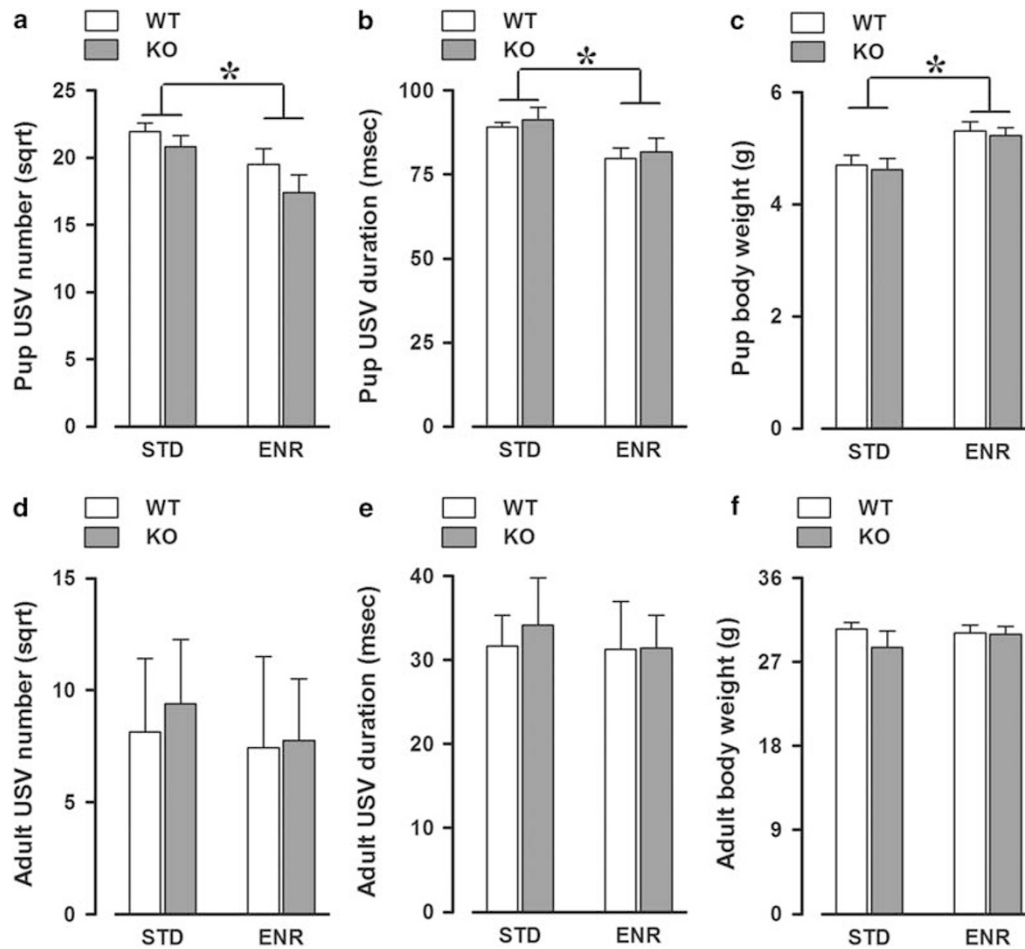 a
WT
KO
*
Pup USV number (sqrt)
25
20
15
10
5
0
STD ENR
b
WT
KO
*
Pup USV duration (msec)
100
75
50
25
0
STD ENR
c
WT
KO
*
Pup body weight (g)
6
4
2
0
STD ENR
d
WT
KO
Adult USV number (sqrt)
15
10
5
0
STD ENR
e
WT
KO
Adult USV duration (msec)
40
30
20
10
0
STD ENR
f
WT
KO
Adult body weight (g)
36
27
18
9
0
STD ENR